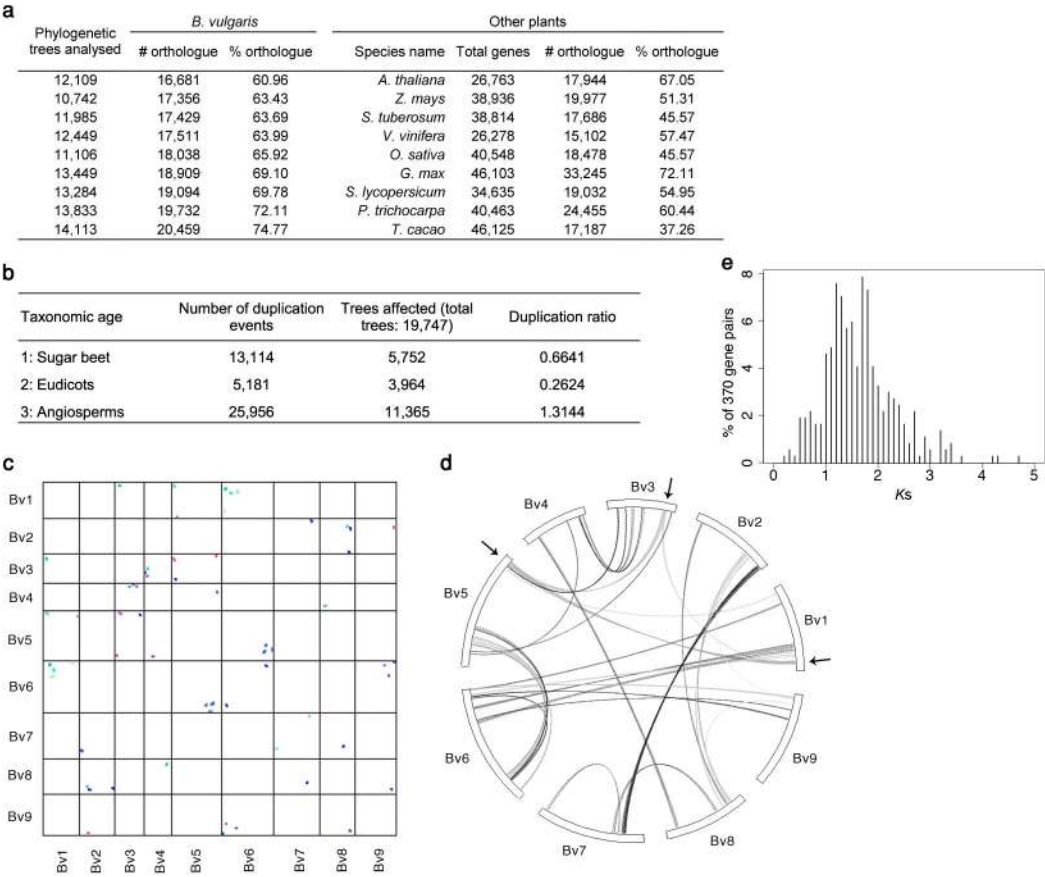 a
Phylogenetic trees analysed B. vulgaris Other plants
# orthologue % orthologue Species name Total genes # orthologue % orthologue
12,109 16,681 60.96 A. thaliana 26,763 17,944 67.05
10,742 17,356 63.43 Z. mays 38,936 19,977 51.31
11,985 17,429 63.69 S. tuberosum 38,814 17,686 45.57
12,449 17,511 63.99 V. vinifera 26,278 15,102 57.47
11,106 18,038 65.92 O. sativa 40,548 18,478 45.57
13,449 18,909 69.10 G. max 46,103 33,245 72.11
13,284 19,094 69.78 S. lycopersicum 34,635 19,032 54.95
13,833 19,732 72.11 P. trichocarpa 40,463 24,455 60.44
14,113 20,459 74.77 T. cacao 46,125 17,187 37.26
b
Taxonomic age Number of duplication events Trees affected (total trees: 19,747) Duplication ratio
1: Sugar beet 13,114 5,752 0.6641
2: Eudicots 5,181 3,964 0.2624
3: Angiosperms 25,956 11,365 1.3144
e
% of 370 gene pairs
8
6
4
2
0
0 1 2 3 4 5
Ks
c
Bv1
Bv2
Bv3
Bv4
Bv5
Bv6
Bv7
Bv8
Bv9
Bv1 Bv2 Bv3 Bv4 Bv5 Bv6 Bv7 Bv8 Bv9
d
Bv3
Bv4
Bv2
Bv5
Bv1
Bv6
Bv9
Bv7
Bv8